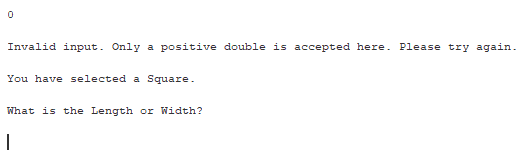 0
Invalid input. Only a positive double is accepted here. Please try again.
You have selected a Square.
What is the Length or Width?